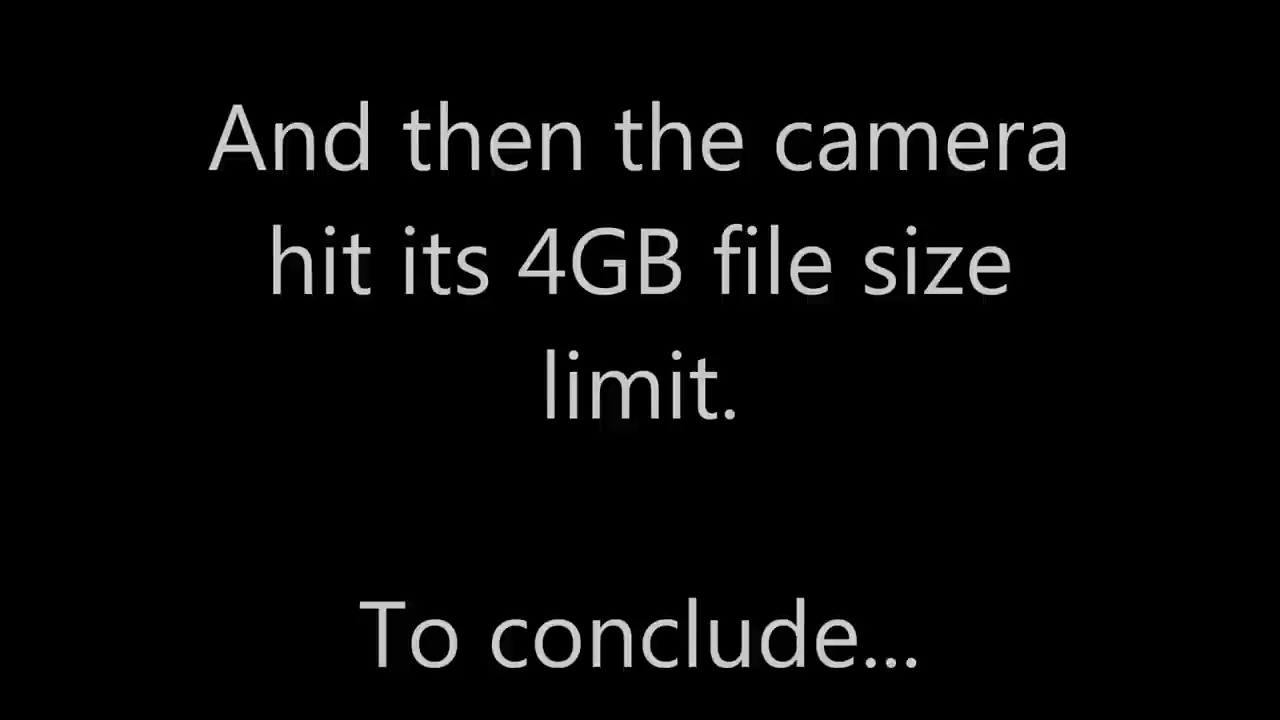 And then the camera
hit its 4GB file size
limit.
To conclude...